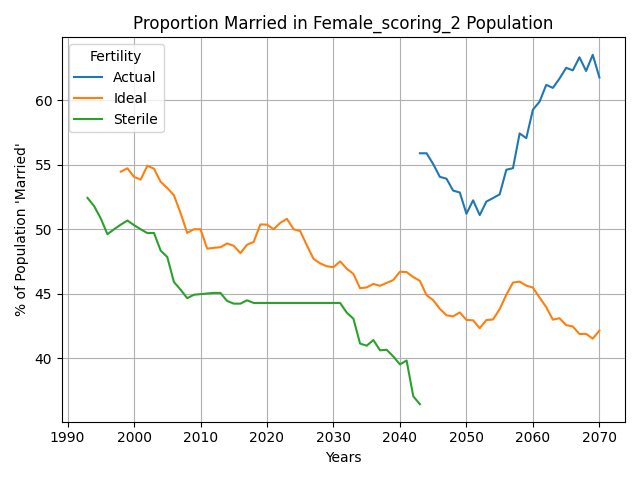 Proportion Married in Female_scoring_2 Population
% of Population 'Married'
Fertility
Actual
Ideal
Sterile
60
55
50
45
40
1990 2000 2010 2020 2030 2040 2050 2060 2070
Years